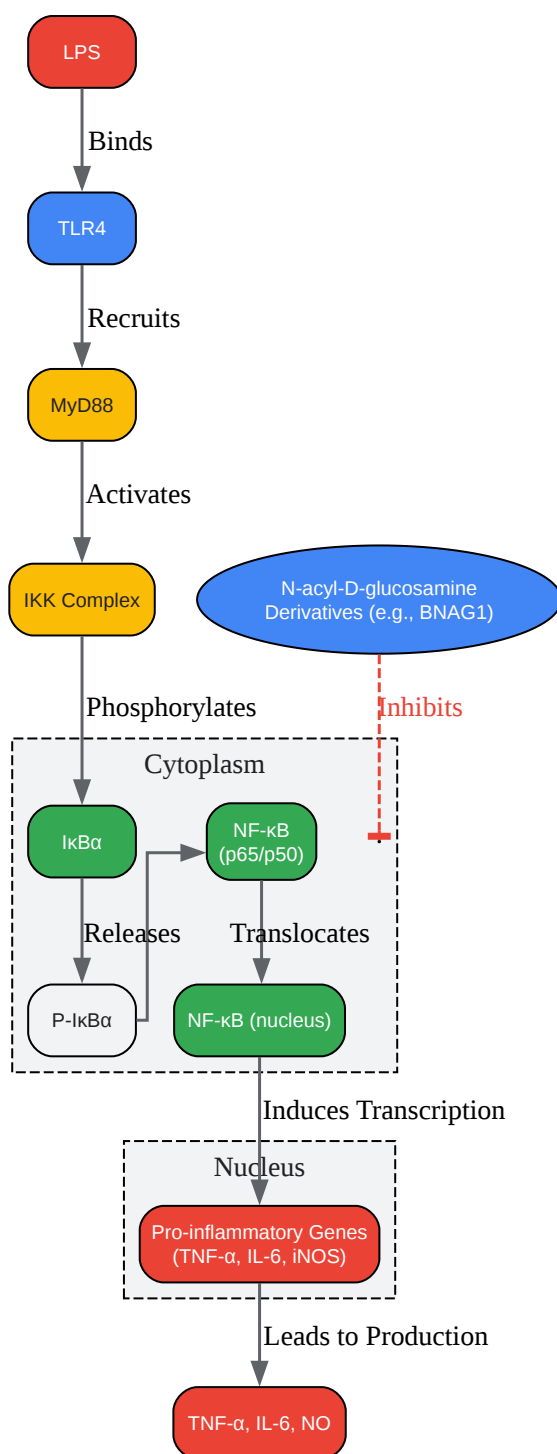 LPS
Binds
TLR4
Recruits
MyD88
Activates
IKK Complex
N-acyl-D-glucosamine
Derivatives (e.g., BNAG1)
Phosphorylates
Inhibits
Cytoplasm
IκBα
NF-κB
(p65/p50)
Releases
Translocates
P-IκBα
NF-κB (nucleus)
Induces Transcription
Nucleus
Pro-inflammatory Genes
(TNF-α, IL-6, iNOS)
Leads to Production
TNF-α, IL-6, NO